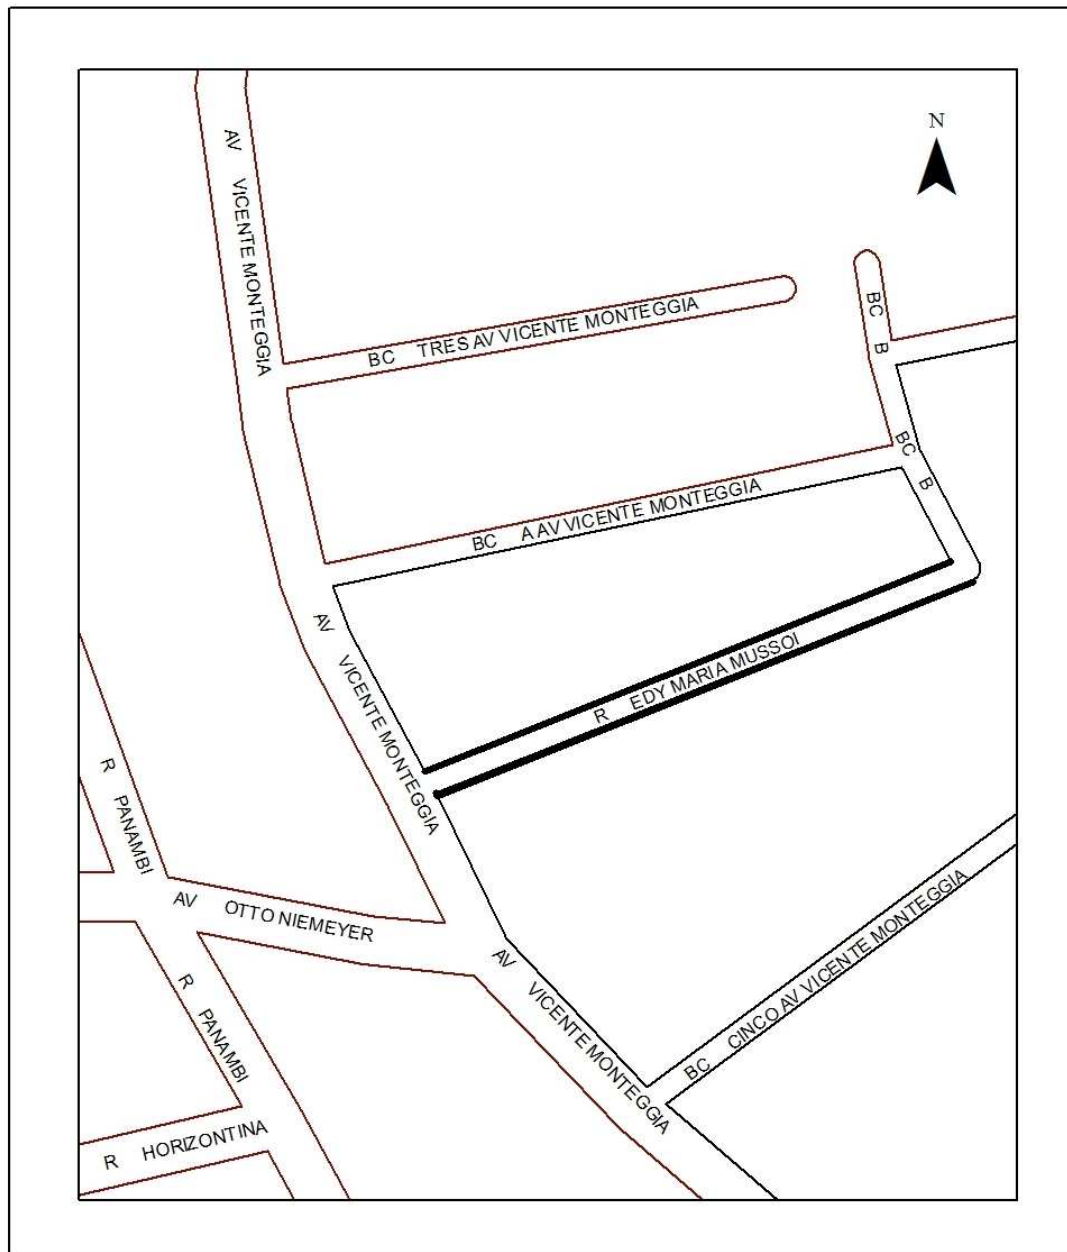 N
AV VICENTE MONTEGGIA
BC B
BC TRES AV VICENTE MONTEGGIA
BC B
BC A AV VICENTE MONTEGGIA
AV VICENTE MONTEGGIA
R EDY MARIA MUSSOI
R PANAMBI
AV OTTO NIEMEYER
BC CINCO AV VICENTE MONTEGGIA
AV VICENTE MONTEGGIA
R PANAMBI
R HORIZONTINA